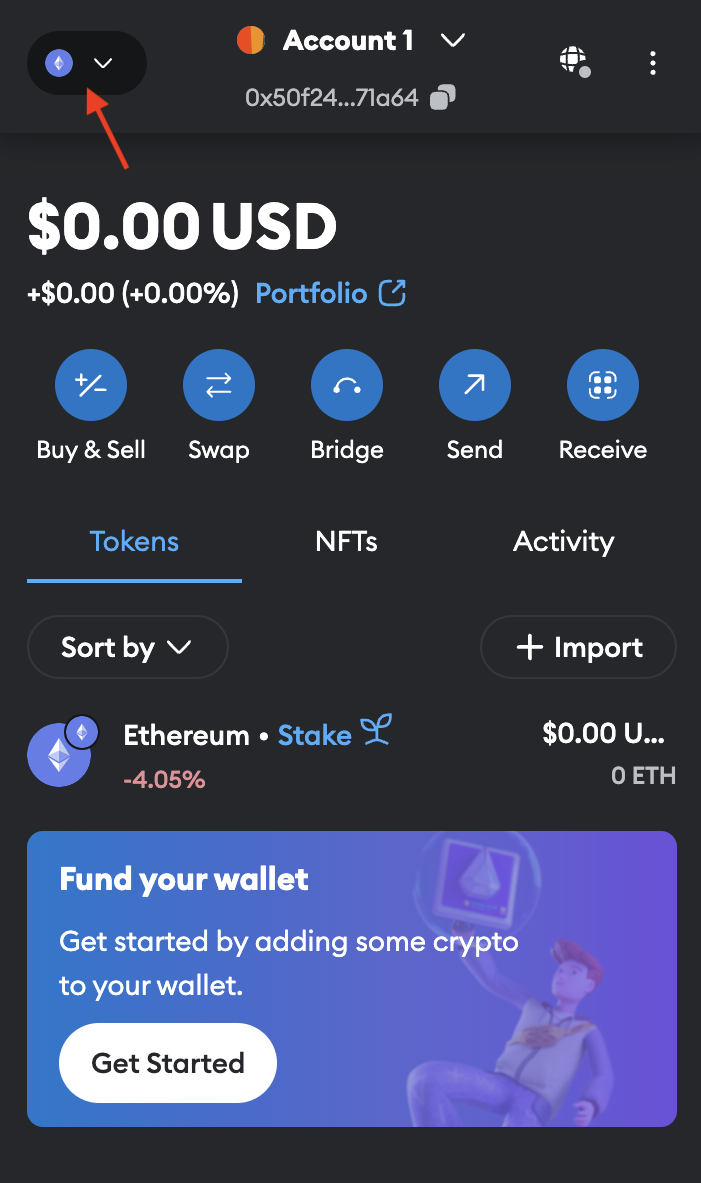 Account 1
0x50f24...71a64
$0.00 USD
+$0.00 (+0.00%) Portfolio
Buy & Sell Swap Bridge Send Receive
Tokens NFTs Activity
Sort by + Import
Ethereum • Stake $0.00 U...
-4.05% 0 ETH
Fund your wallet
Get started by adding some crypto
to your wallet.
Get Started